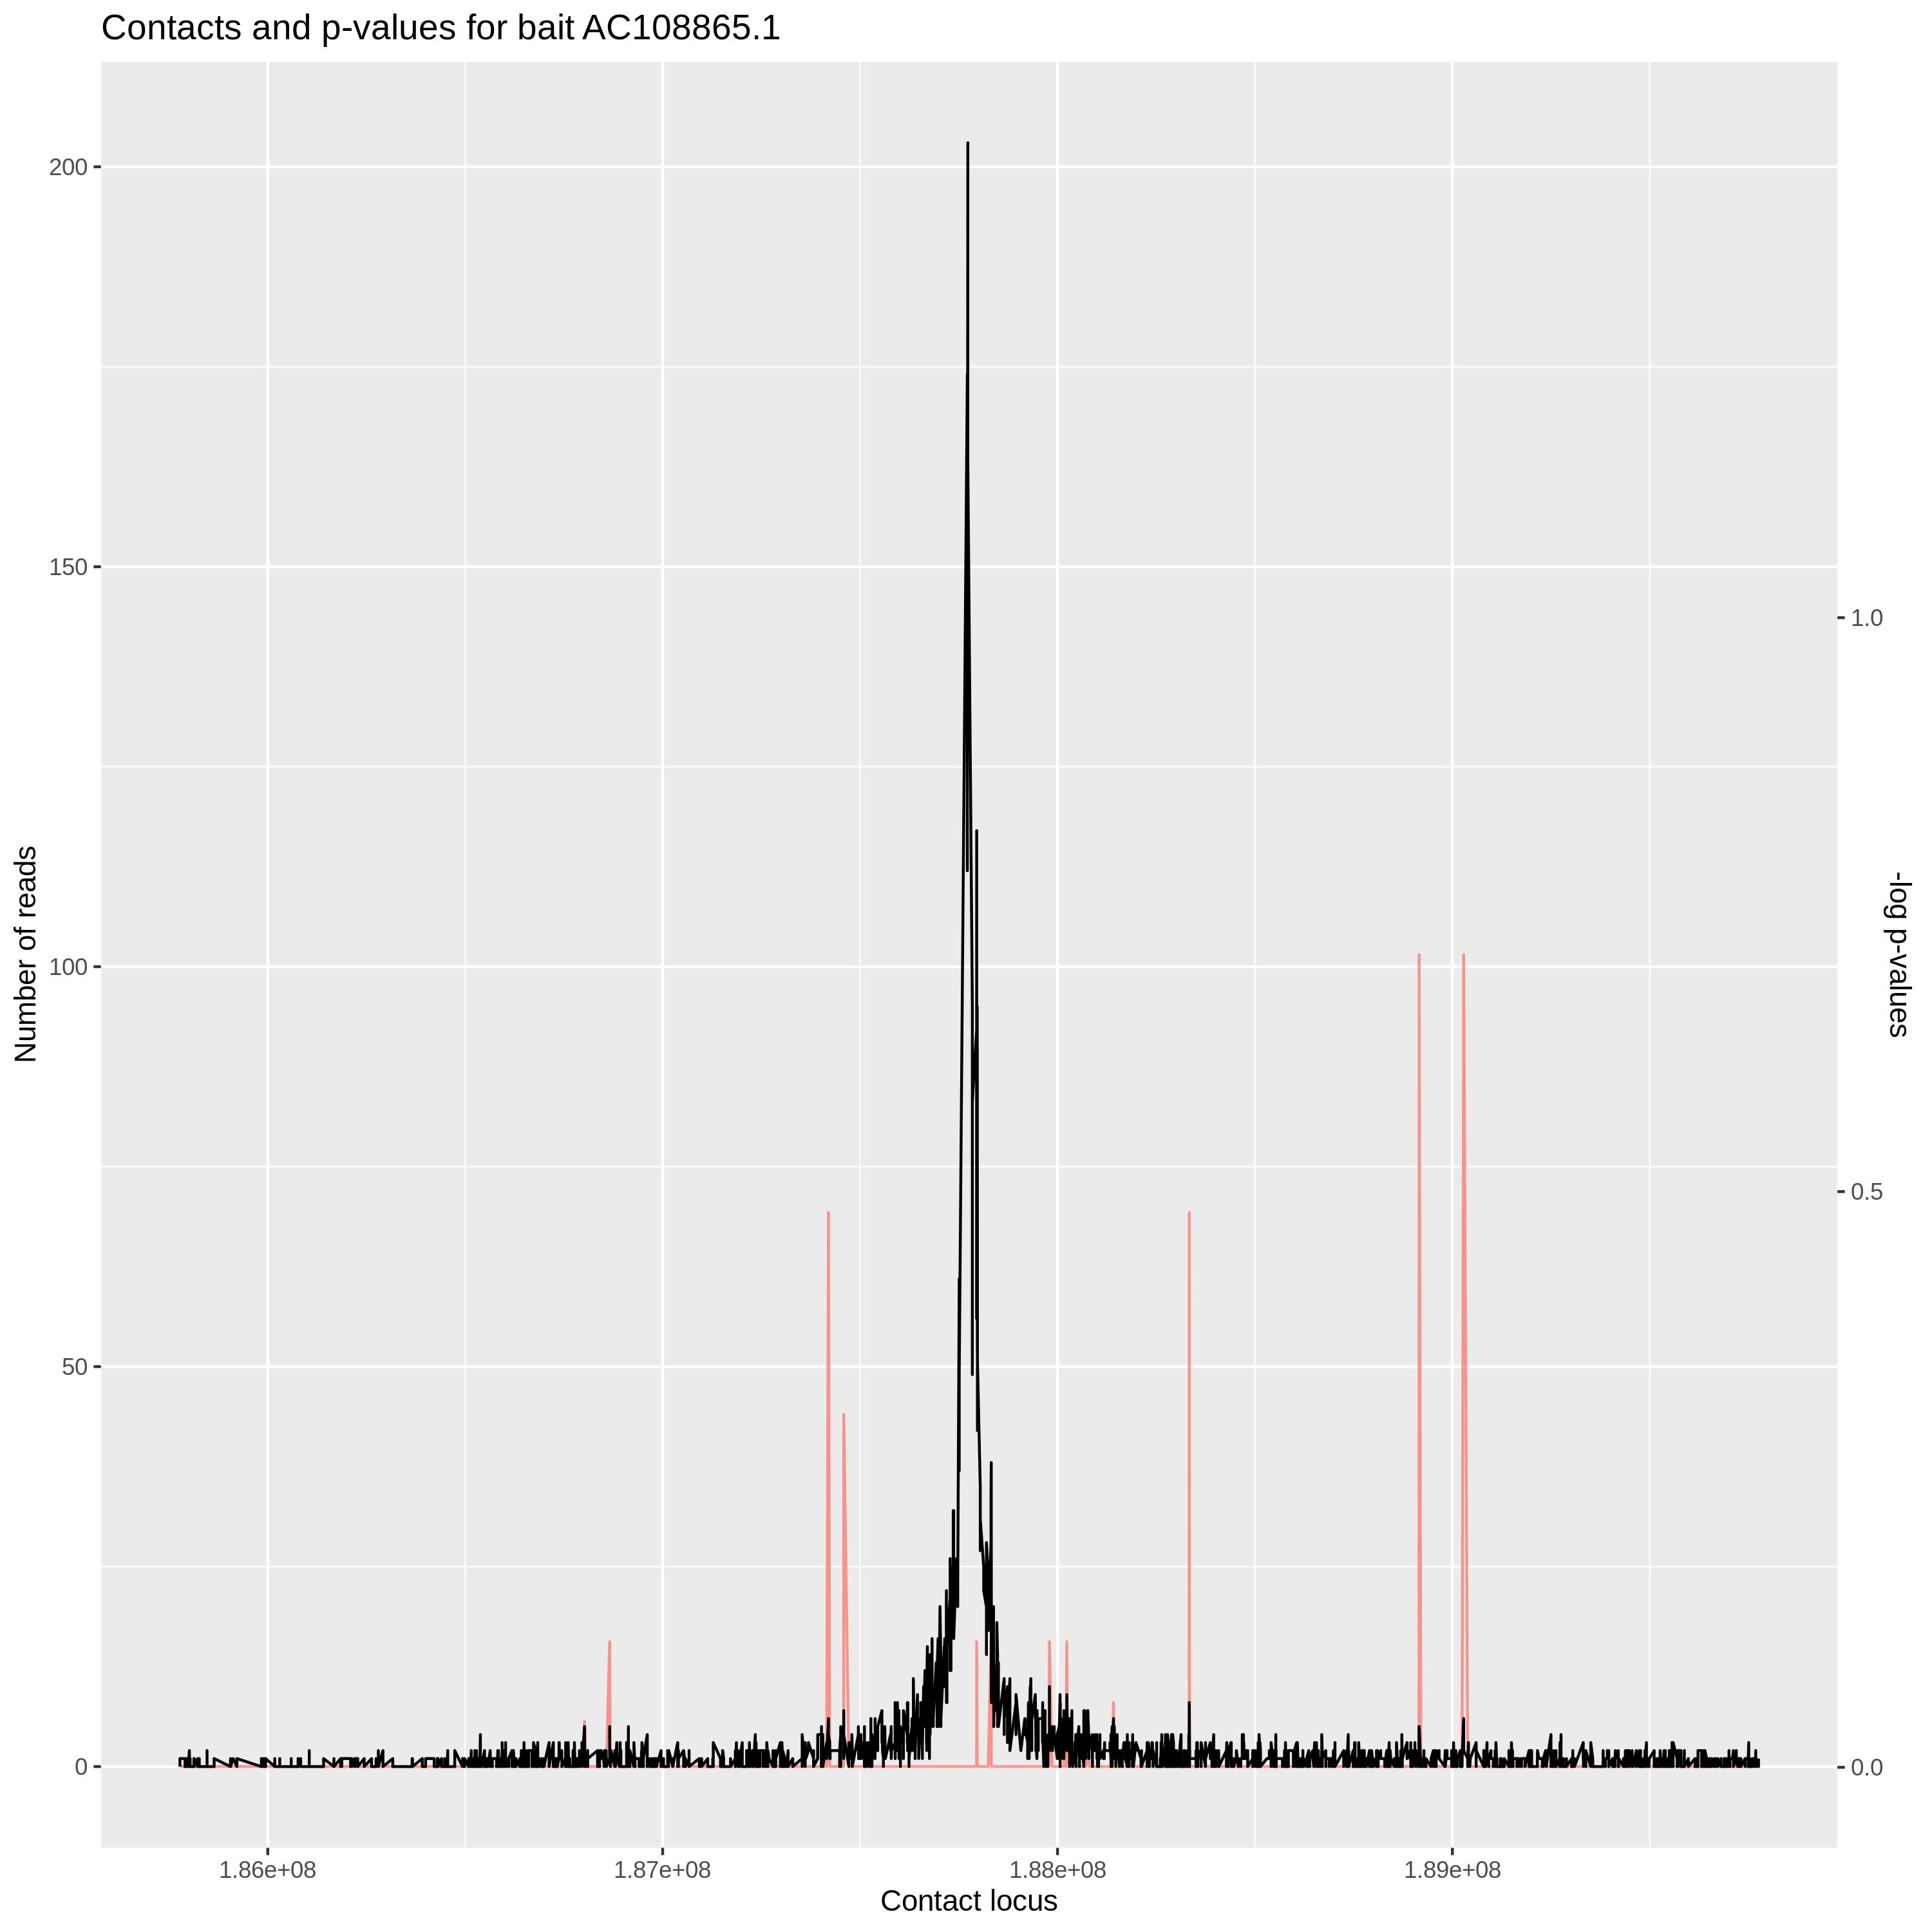 Contacts and p-values for bait AC108865.1
200
150
100
50
0
Number of reads
1.0
0.5
0.0
-log p-values
1.86e+08
1.87e+08
1.88e+08
1.89e+08
Contact locus